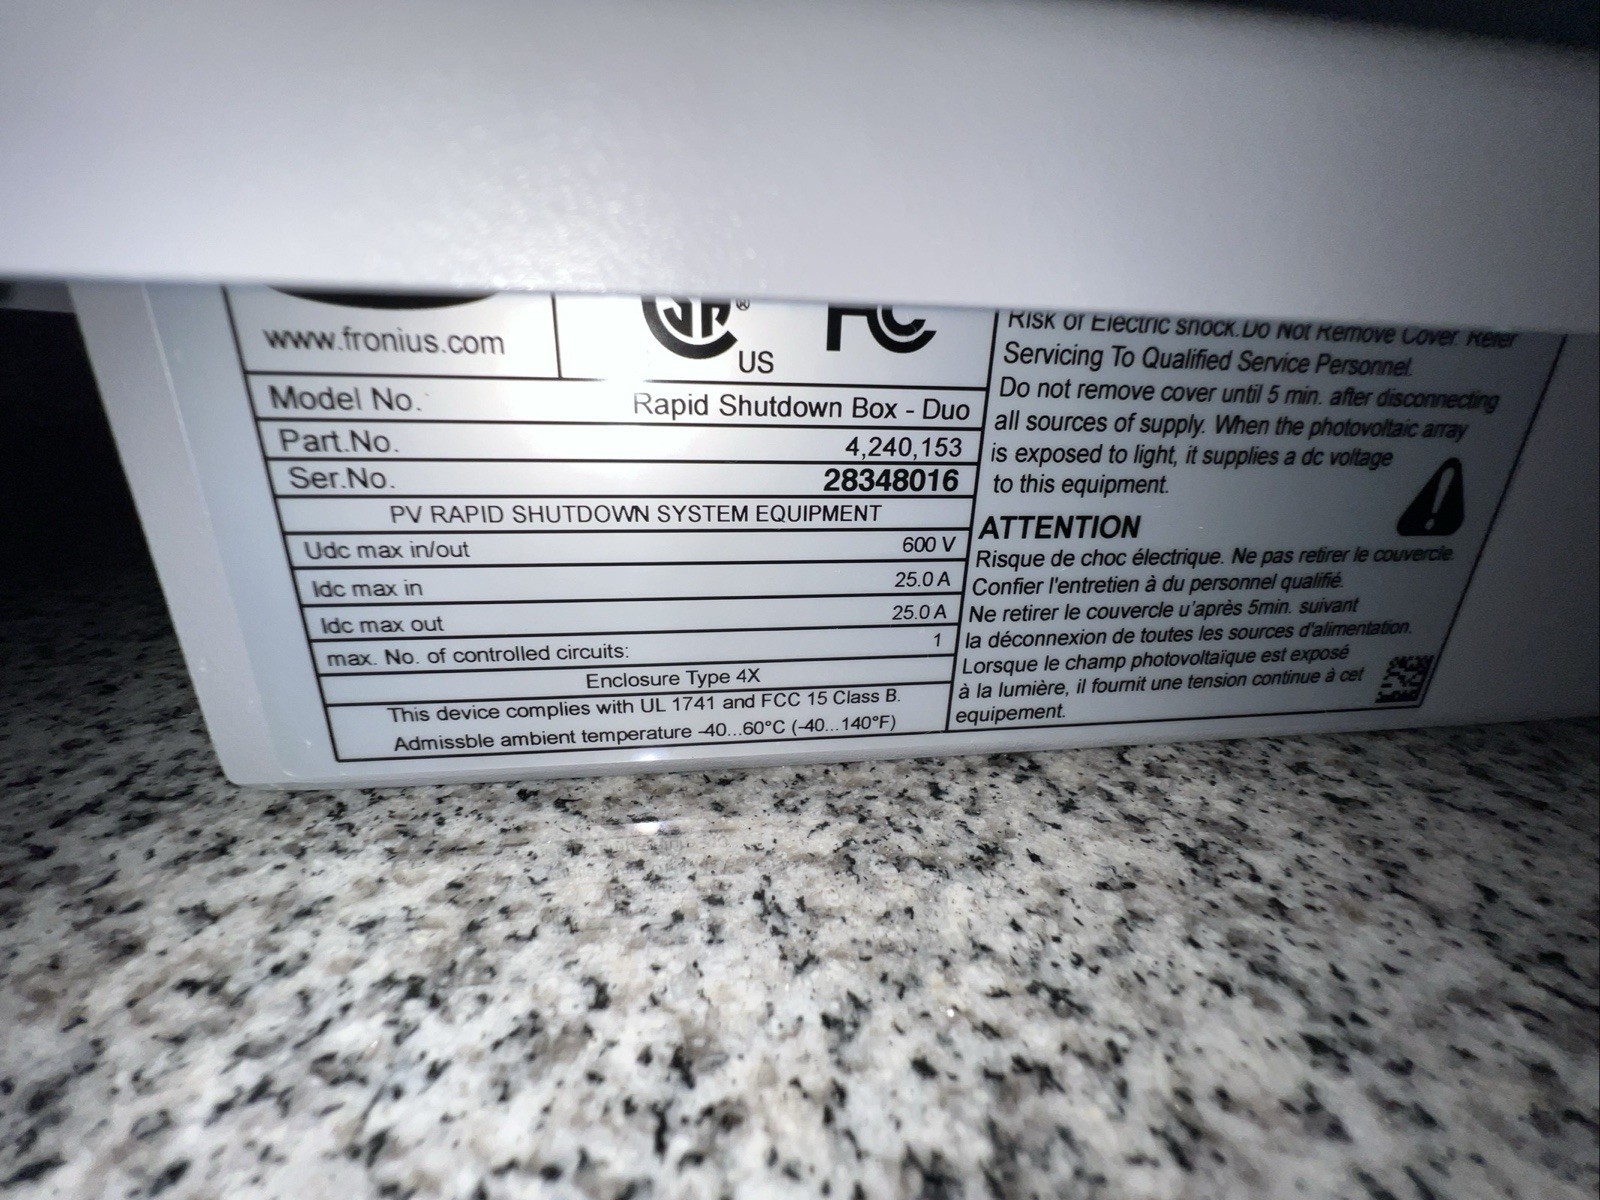 www.fronius.com
SA® US
FC
Model No. Rapid Shutdown Box - Duo
Part.No. 4,240,153
Ser.No. 28348016
PV RAPID SHUTDOWN SYSTEM EQUIPMENT
Udc max in/out 600 V
Idc max in 25.0 A
Idc max out 25.0 A
max. No. of controlled circuits: 1
Enclosure Type 4X
This device complies with UL 1741 and FCC 15 Class B.
Admissble ambient temperature -40...60°C (-40...140°F)
Risk of Electric shock.Do Not Remove Cover. Refer
Servicing To Qualified Service Personnel.
Do not remove cover until 5 min. after disconnecting
all sources of supply. When the photovoltaic array
is exposed to light, it supplies a dc voltage
to this equipment.
ATTENTION
Risque de choc électrique. Ne pas retirer le couvercle.
Confier l'entretien à du personnel qualifié.
Ne retirer le couvercle u'après 5min. suivant
la déconnexion de toutes les sources d'alimentation.
Lorsque le champ photovoltaïque est exposé
à la lumière, il fournit une tension continue à cet
equipement.